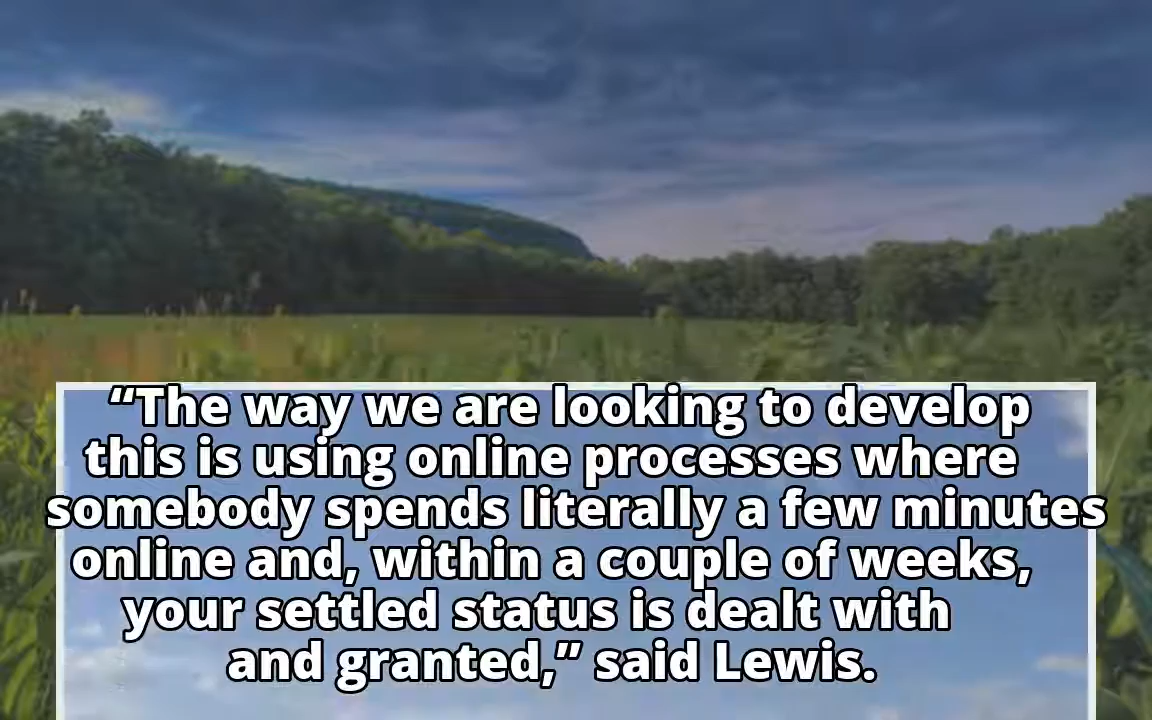 “The way we are looking to develop
this is using online processes where
somebody spends literally a few minutes
online and, within a couple of weeks,
your settled status is dealt with
and granted,” said Lewis.